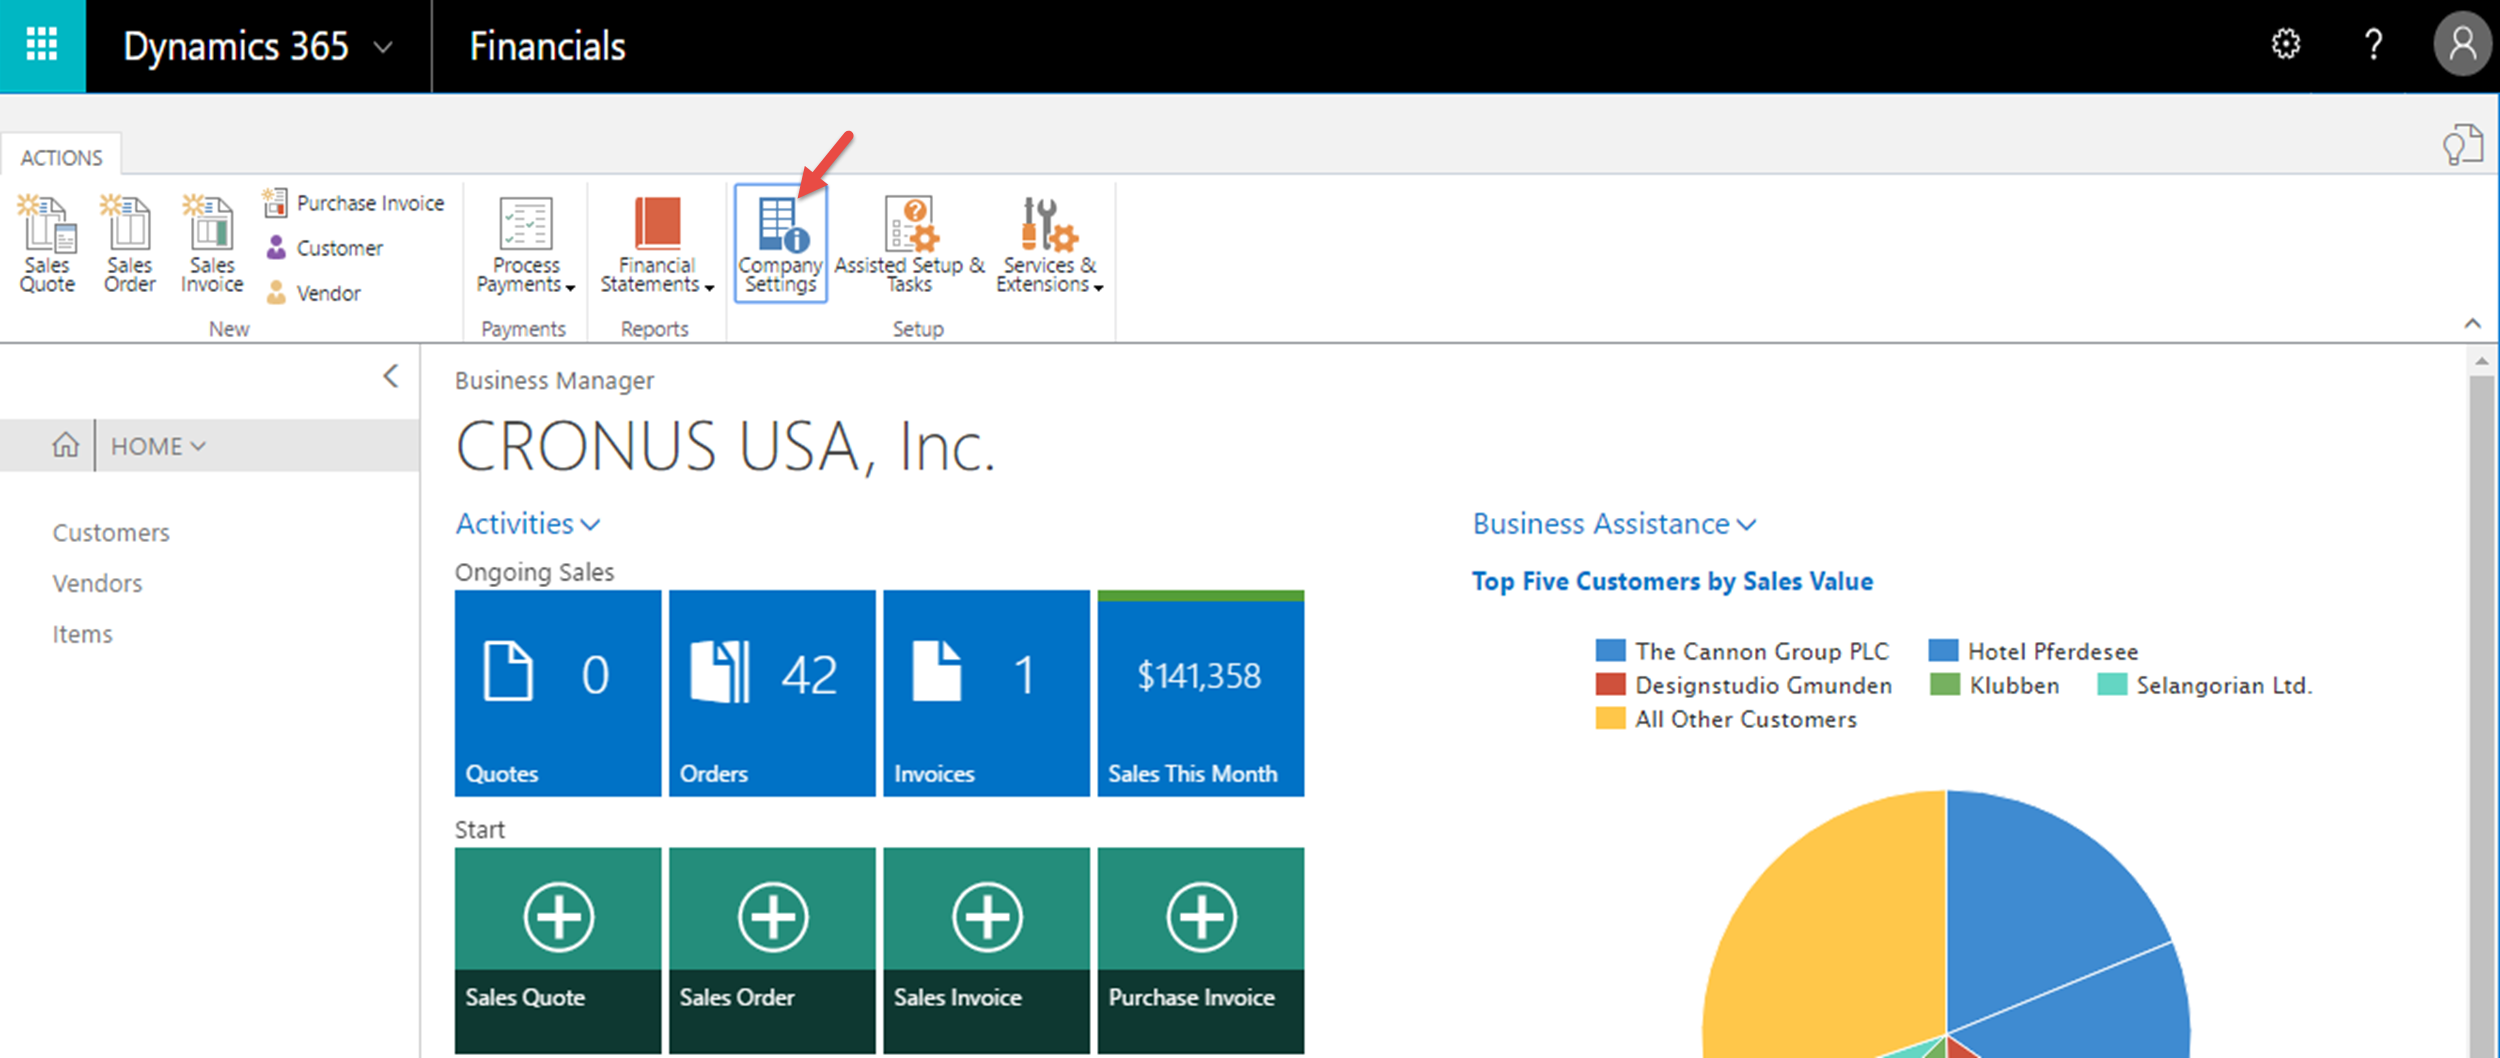 Dynamics 365
Financials
?
ACTIONS
Sales
Quote
Sales
Order
Sales
Invoice
Purchase Invoice
Customer
Vendor
New
Process
Payments
Payments
Financial
Statements
Reports
Company
Settings
Assisted Setup &
Tasks
Services &
Extensions
Setup
HOME
Customers
Vendors
Items
Business Manager
CRONUS USA, Inc.
Activities
Ongoing Sales
0
Quotes
42
Orders
1
Invoices
$141,358
Sales This Month
Start
Sales Quote
Sales Order
Sales Invoice
Purchase Invoice
Business Assistance
Top Five Customers by Sales Value
The Cannon Group PLC
Hotel Pferdesee
Designstudio Gmunden
Klubben
Selangorian Ltd.
All Other Customers